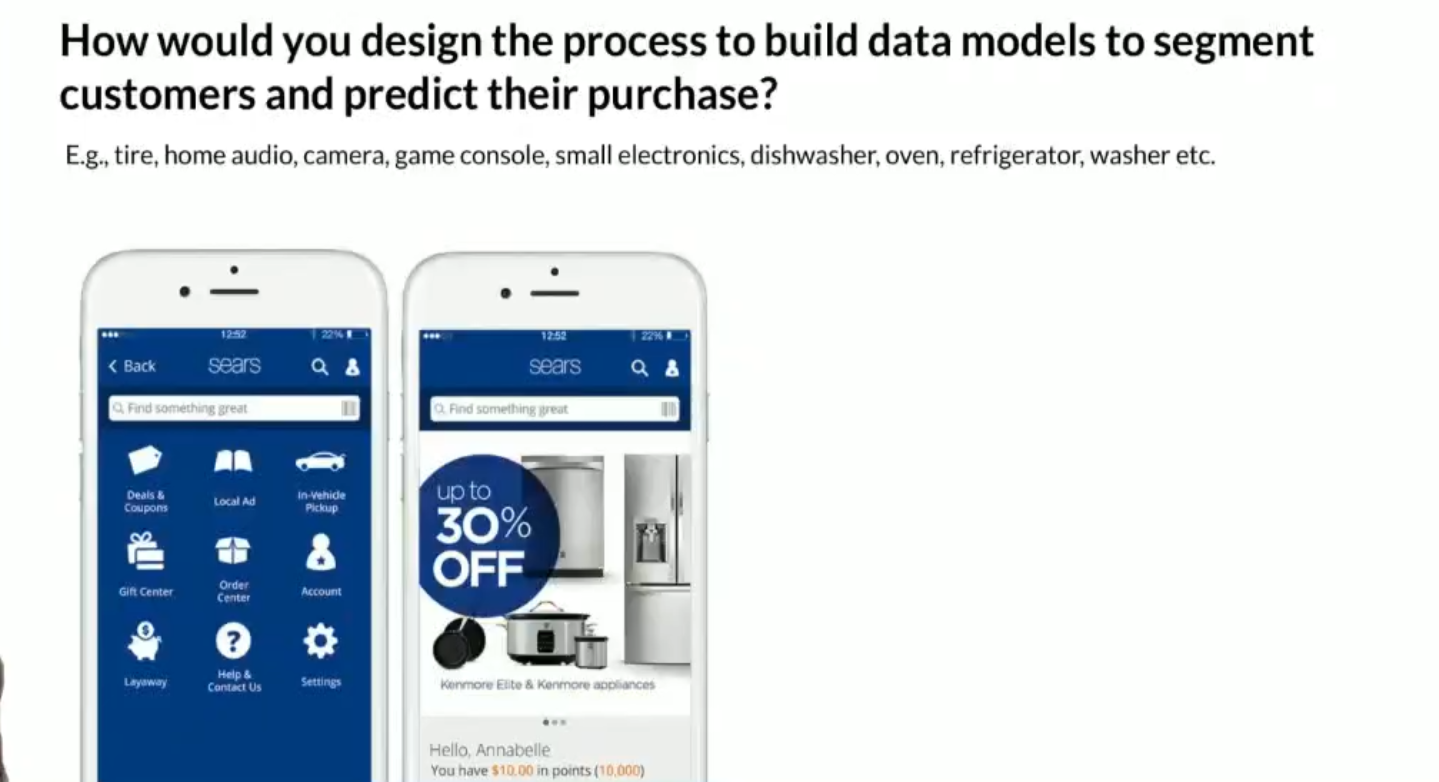 How would you design the process to build data models to segment
customers and predict their purchase?
E.g., tire, home audio, camera, game console, small electronics, dishwasher, oven, refrigerator, washer etc.
12:52
22%
Back
sears
Find something great
Deals &
Coupons
Local Ad
In-Vehicle
Pickup
Gift Center
Order
Center
Account
Layaway
Help &
Contact Us
Settings
12:52
22%
sears
Find something great
up to
30%
OFF
Kenmore Elite & Kenmore appliances
Hello, Annabelle
You have $10.00 in points (10,000)